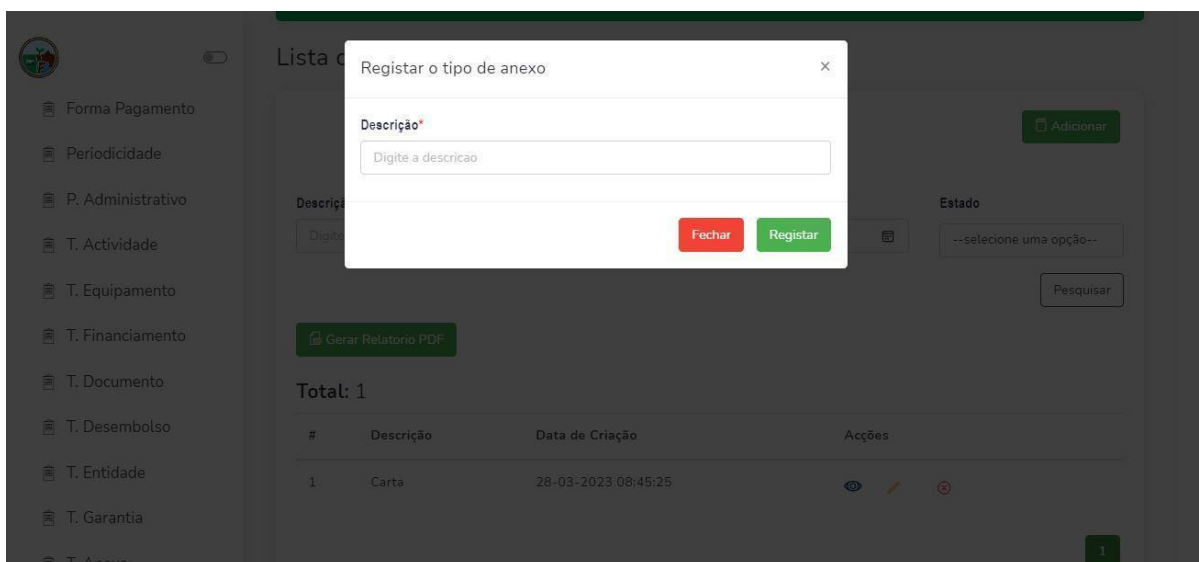 Lista
Registar o tipo de anexo
×
Forma Pagamento
Descrição*
Adicionar
Digite a descricao
Periodicidade
P. Administrativo
Estado
T. Actividade
Fechar
Registar
--selecione uma opção--
T. Equipamento
Pesquisar
T. Financiamento
Gerar Relatorio PDF
T. Documento
Total: 1
T. Desembolso
# Descrição Data de Criação Acções
T. Entidade
1 Carta 28-03-2023 08:45:25
T. Garantia
1